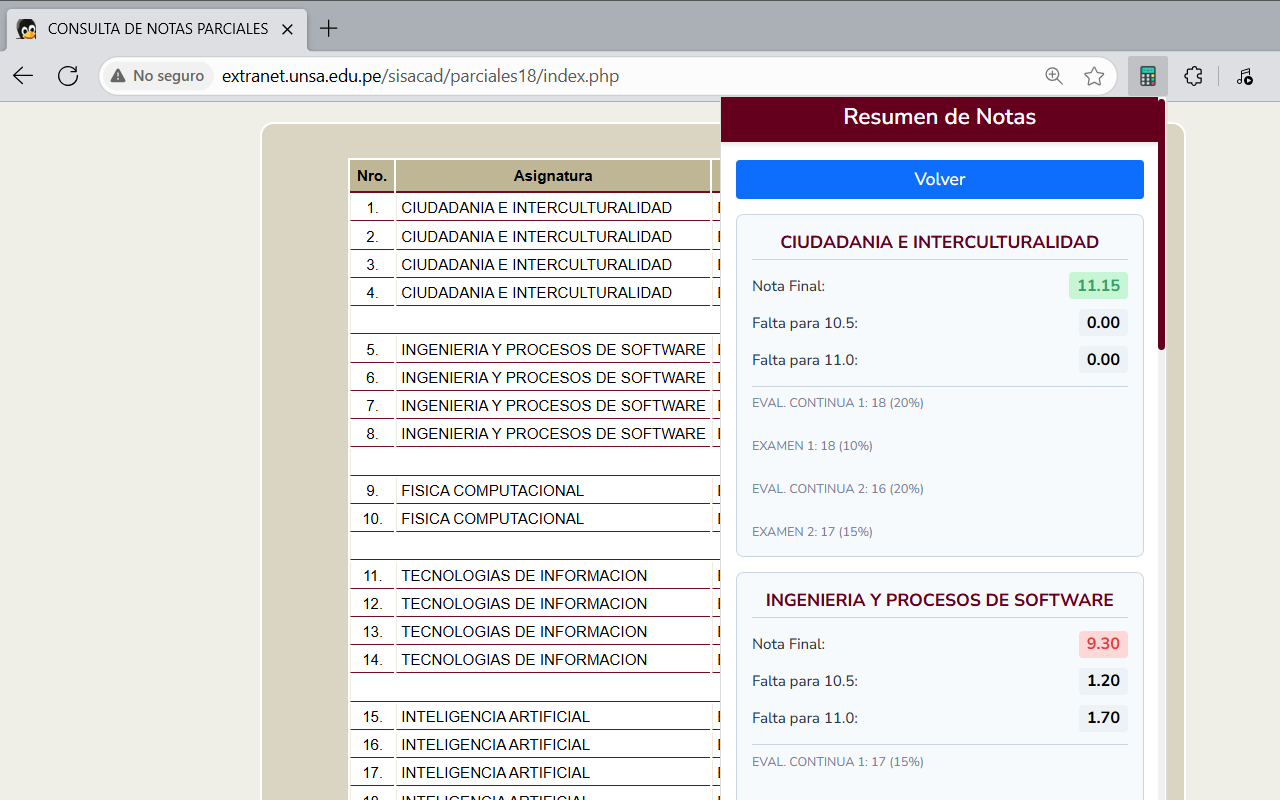 CONSULTA DE NOTAS PARCIALES
No seguro extranet.unsa.edu.pe/sisacad/parciales18/index.php
Nro. Asignatura
1. CIUDADANIA E INTERCULTURALIDAD
2. CIUDADANIA E INTERCULTURALIDAD
3. CIUDADANIA E INTERCULTURALIDAD
4. CIUDADANIA E INTERCULTURALIDAD
5. INGENIERIA Y PROCESOS DE SOFTWARE
6. INGENIERIA Y PROCESOS DE SOFTWARE
7. INGENIERIA Y PROCESOS DE SOFTWARE
8. INGENIERIA Y PROCESOS DE SOFTWARE
9. FISICA COMPUTACIONAL
10. FISICA COMPUTACIONAL
11. TECNOLOGIAS DE INFORMACION
12. TECNOLOGIAS DE INFORMACION
13. TECNOLOGIAS DE INFORMACION
14. TECNOLOGIAS DE INFORMACION
15. INTELIGENCIA ARTIFICIAL
16. INTELIGENCIA ARTIFICIAL
17. INTELIGENCIA ARTIFICIAL
18. INTELIGENCIA ARTIFICIAL
Resumen de Notas
Volver
CIUDADANIA E INTERCULTURALIDAD
Nota Final: 11.15
Falta para 10.5: 0.00
Falta para 11.0: 0.00
EVAL. CONTINUA 1: 18 (20%)
EXAMEN 1: 18 (10%)
EVAL. CONTINUA 2: 16 (20%)
EXAMEN 2: 17 (15%)
INGENIERIA Y PROCESOS DE SOFTWARE
Nota Final: 9.30
Falta para 10.5: 1.20
Falta para 11.0: 1.70
EVAL. CONTINUA 1: 17 (15%)